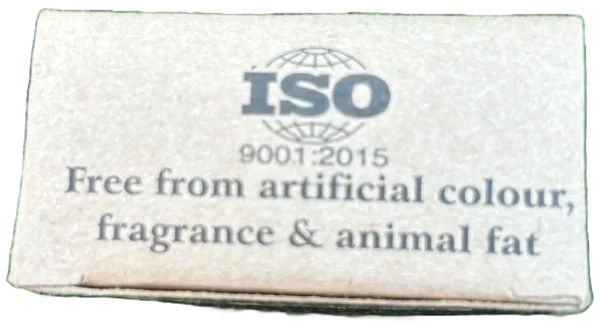 ISO
9001:2015
Free from artificial colour,
fragrance & animal fat